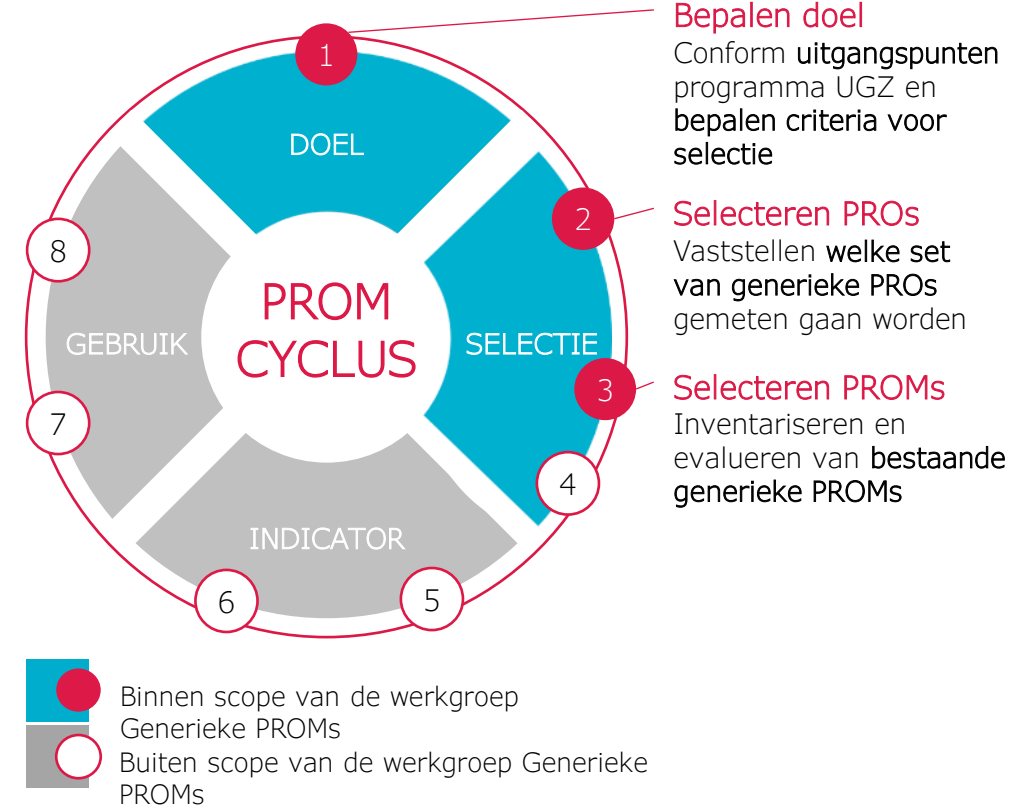 1
DOEL
2
8
PROM
CYCLUS
GEBRUIK
SELECTIE
3
7
4
INDICATOR
6
5
Bepalen doel
Conform uitgangspunten
programma UGZ en
bepalen criteria voor
selectie
Selecteren PROs
Vaststellen welke set
van generieke PROs
gemeten gaan worden
Selecteren PROMs
Inventariseren en
evalueren van bestaande
generieke PROMs
Binnen scope van de werkgroep
Generieke PROMs
Buiten scope van de werkgroep Generieke
PROMs